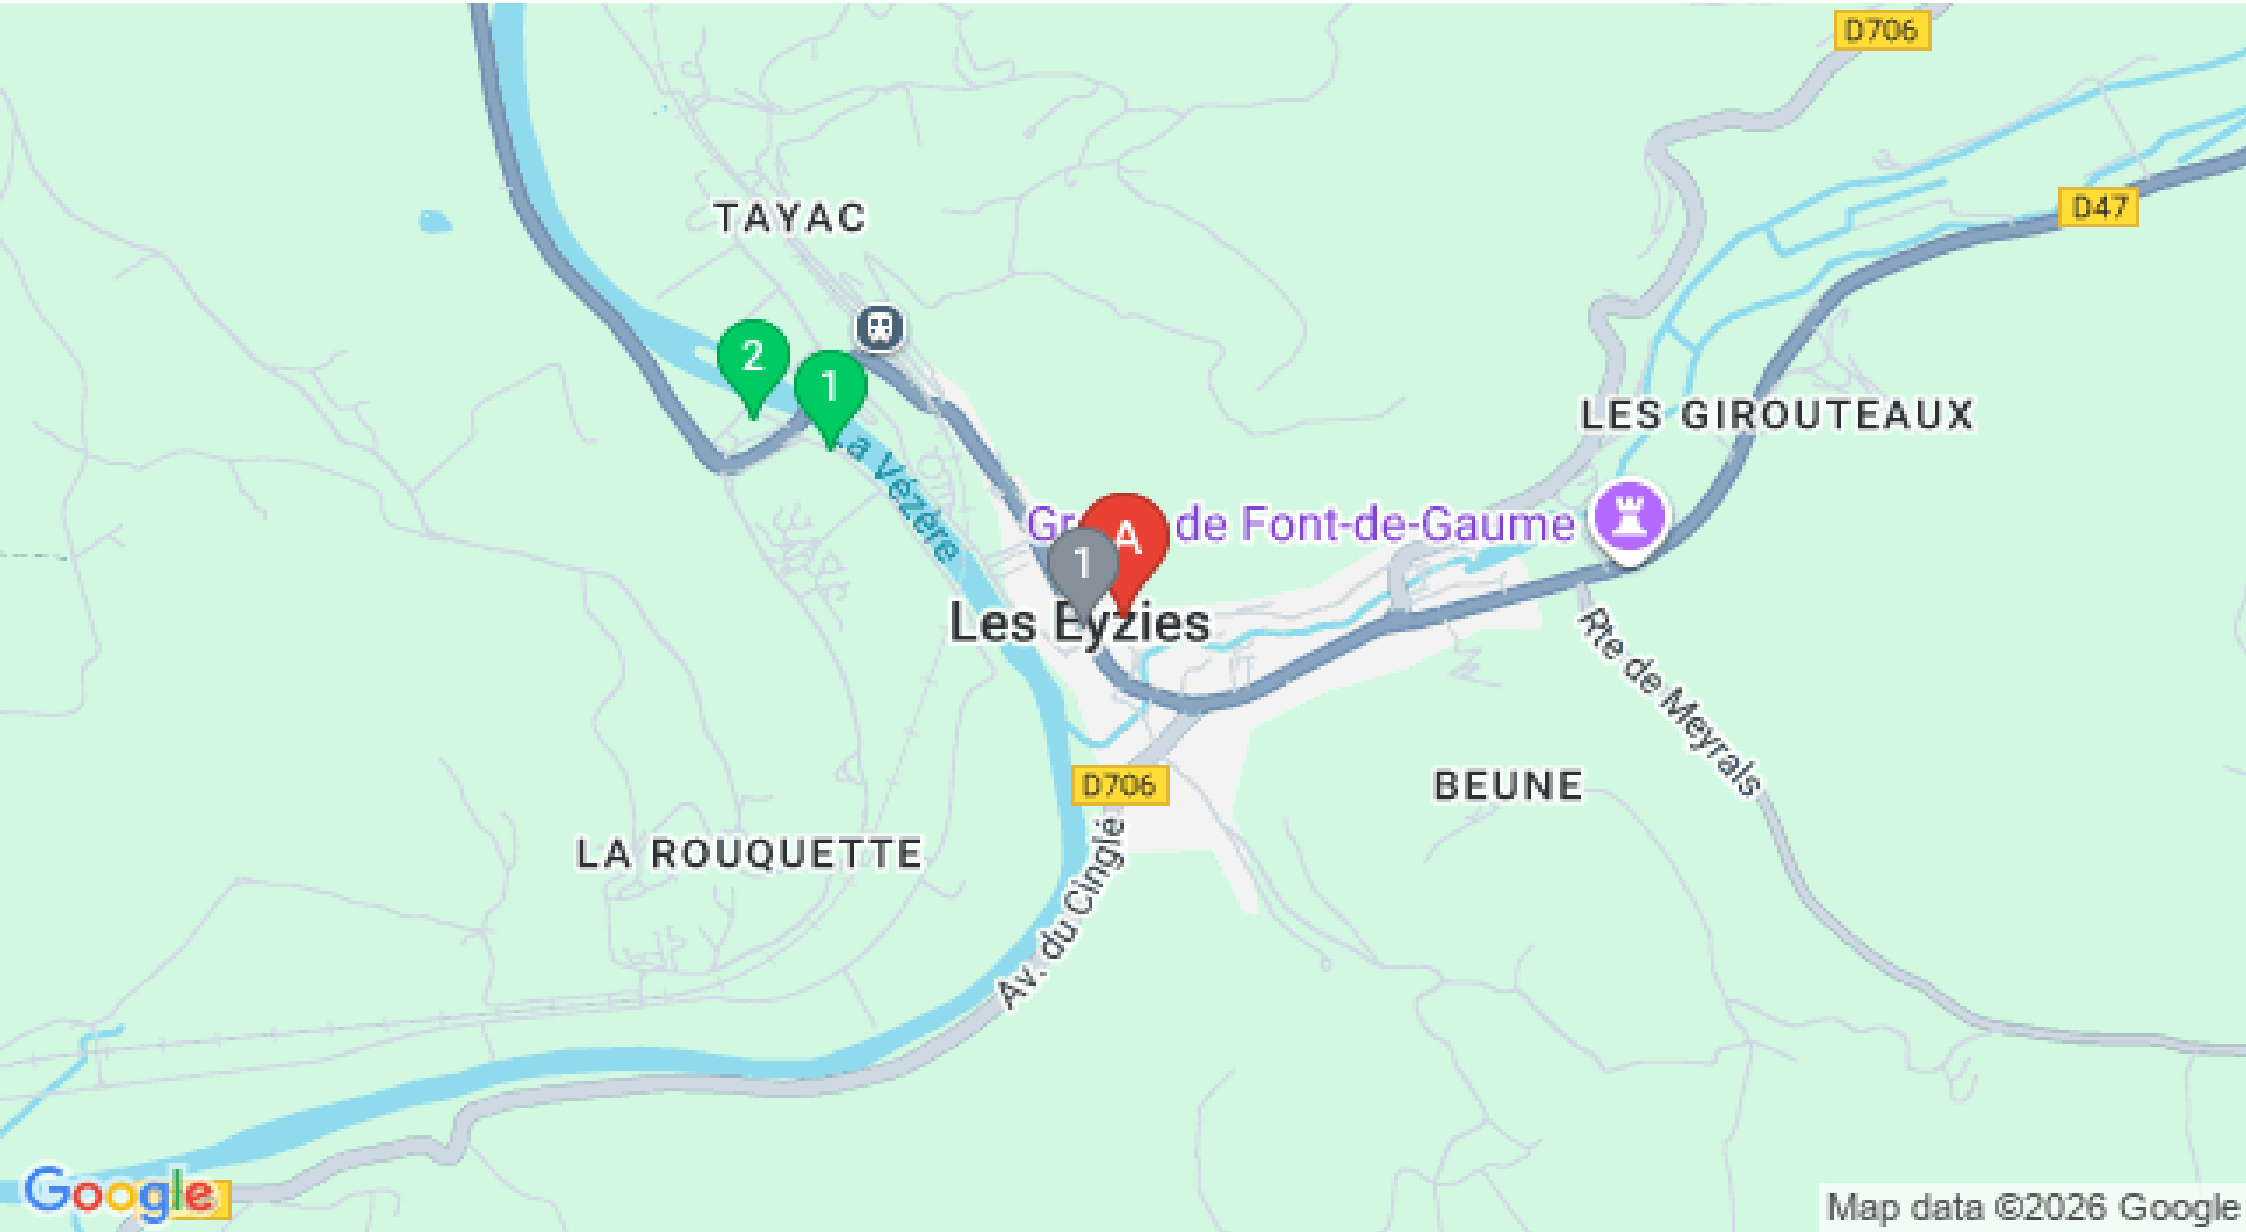 D706
D47
TAYAC
2
1
La Vézère
LES GIROUTEAUX
de Font-de-Gaume
A
1
Les Eyzies
Rte de Meyrals
D706
BEUNE
LA ROUQUETTE
Av. du Cingle
Google
Map data ©2026 Google